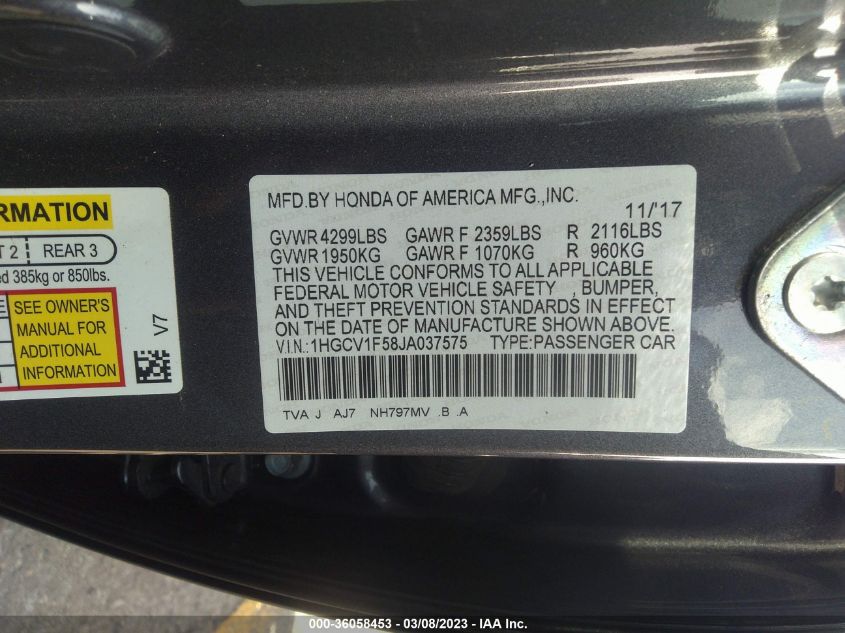 RMATION
T 2 REAR 3
ed 385kg or 850lbs.
SEE OWNER'S
MANUAL FOR
ADDITIONAL
INFORMATION
V7
MFD.BY HONDA OF AMERICA MFG.,INC.
11/'17
GVWR 4299LBS GAWR F 2359LBS R 2116LBS
GVWR 1950KG GAWR F 1070KG R 960KG
THIS VEHICLE CONFORMS TO ALL APPLICABLE
FEDERAL MOTOR VEHICLE SAFETY , BUMPER,
AND THEFT PREVENTION STANDARDS IN EFFECT
ON THE DATE OF MANUFACTURE SHOWN ABOVE.
V.I.N.:1HGCV1F58JA037575 TYPE:PASSENGER CAR
TVA J AJ7 NH797MV .B .A
000-36058453 — 03/08/2023 — IAA Inc.